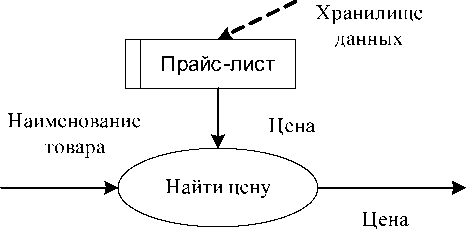 Хранилище
данных
Прайс-лист
Наименование
товара
Цена
Найти цену
Цена